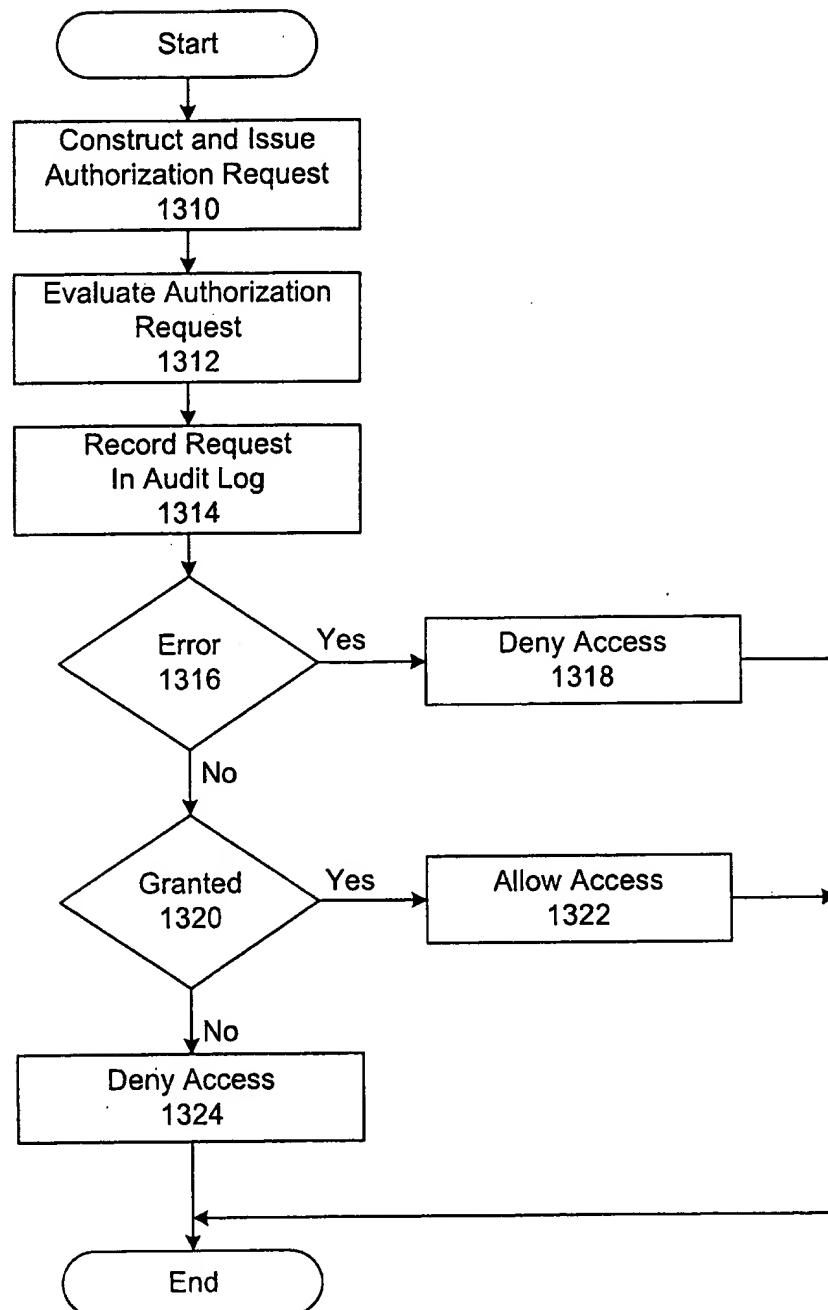 Start
Construct and Issue
Authorization Request
1310
Evaluate Authorization
Request
1312
Record Request
In Audit Log
1314
Error
1316
Yes
Deny Access
1318
No
Granted
1320
Yes
Allow Access
1322
No
Deny Access
1324
End